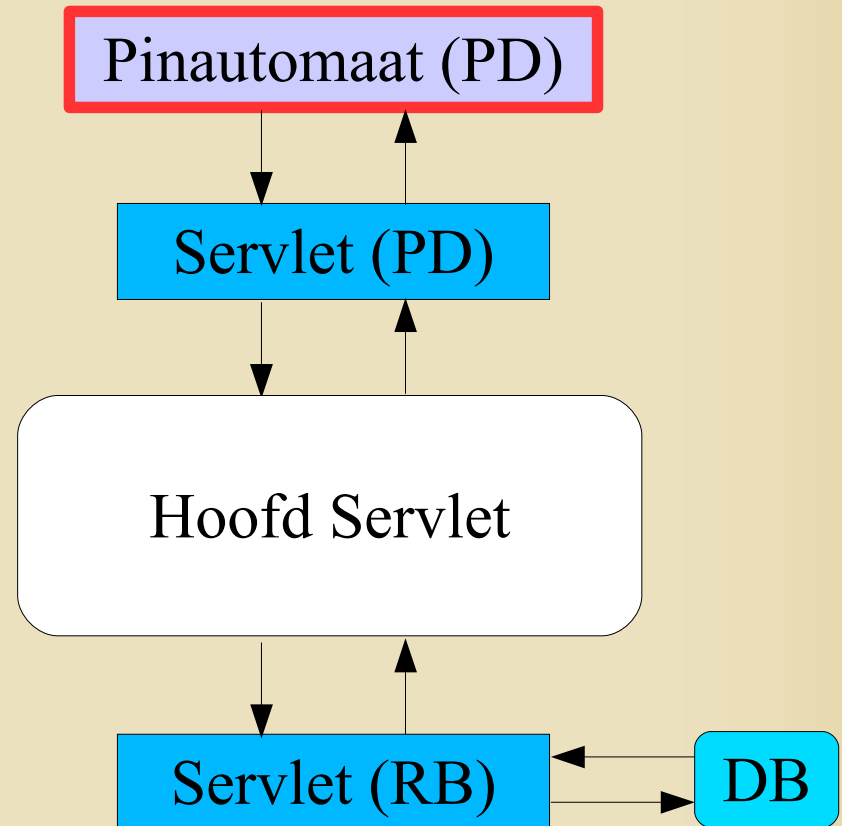 Pinautomaat (PD)
Servlet (PD)
Hoofd Servlet
Servlet (RB)
DB